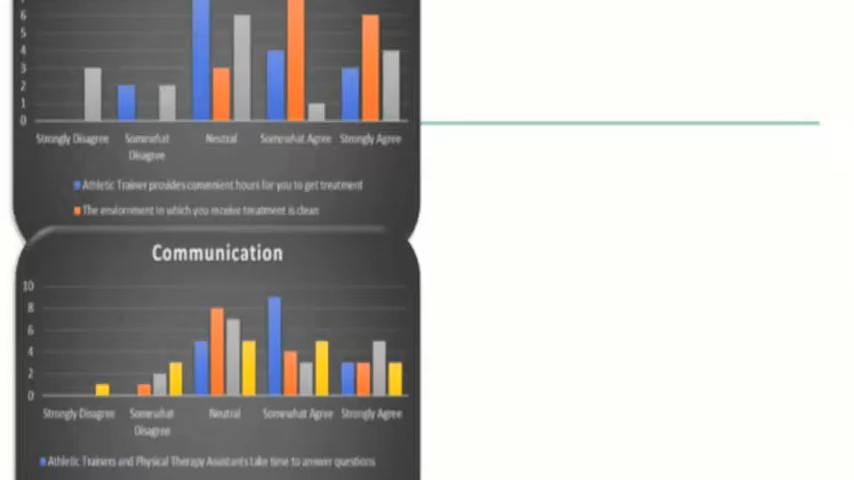 6
5
4
3
2
1
0
Strongly Disagree Somewhat Disagree Neutral Somewhat Agree Strongly Agree
Athletic Trainer provides convenient hours for you to get treatment
The enviornment in which you receive treatment is clean
Communication
10
8
6
4
2
0
Strongly Disagree Somewhat Disagree Neutral Somewhat Agree Strongly Agree
Athletic Trainers and Physical Therapy Assistants take time to answer questions